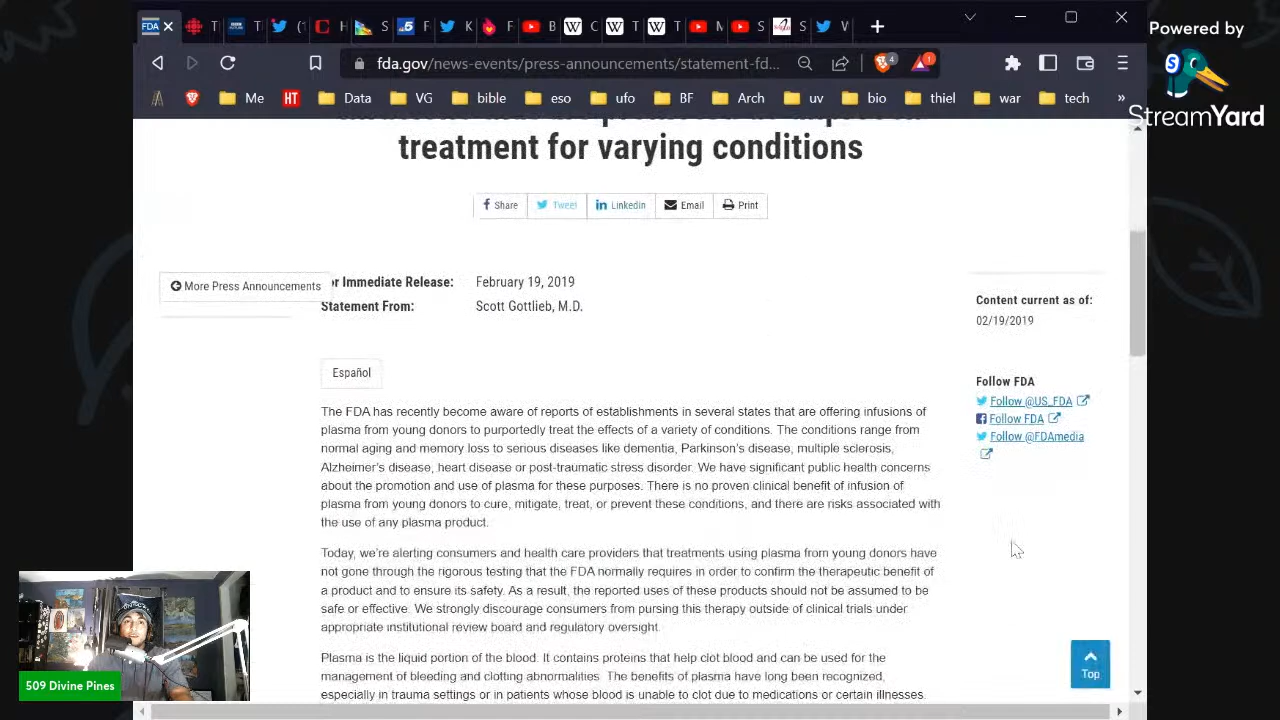 FDA
T
T
(1
C
H
S
5
F
K
F
B
W
C
W
T
W
T
M
S
S
W
Powered by
fda.gov/news-events/press-announcements/statement-fd...
4
1
StreamYard
Me
HT
Data
VG
bible
eso
ufo
BF
Arch
uv
bio
thiel
war
tech
»
treatment for varying conditions
Share
Tweet
Linkedin
Email
Print
More Press Announcements
or Immediate Release:
February 19, 2019
Statement From:
Scott Gottlieb, M.D.
Content current as of:
02/19/2019
Español
Follow FDA
Follow @US_FDA
Follow FDA
Follow @FDAmedia
The FDA has recently become aware of reports of establishments in several states that are offering infusions of
plasma from young donors to purportedly treat the effects of a variety of conditions. The conditions range from
normal aging and memory loss to serious diseases like dementia, Parkinson's disease, multiple sclerosis,
Alzheimer's disease, heart disease or post-traumatic stress disorder. We have significant public health concerns
about the promotion and use of plasma for these purposes. There is no proven clinical benefit of infusion of
plasma from young donors to cure, mitigate, treat, or prevent these conditions, and there are risks associated with
the use of any plasma product.
Today, we're alerting consumers and health care providers that treatments using plasma from young donors have
not gone through the rigorous testing that the FDA normally requires in order to confirm the therapeutic benefit of
a product and to ensure its safety. As a result, the reported uses of these products should not be assumed to be
safe or effective. We strongly discourage consumers from pursing this therapy outside of clinical trials under
appropriate institutional review board and regulatory oversight.
Plasma is the liquid portion of the blood. It contains proteins that help clot blood and can be used for the
management of bleeding and clotting abnormalities. The benefits of plasma have long been recognized,
especially in trauma settings or in patients whose blood is unable to clot due to medications or certain illnesses.
Top
509 Divine Pines